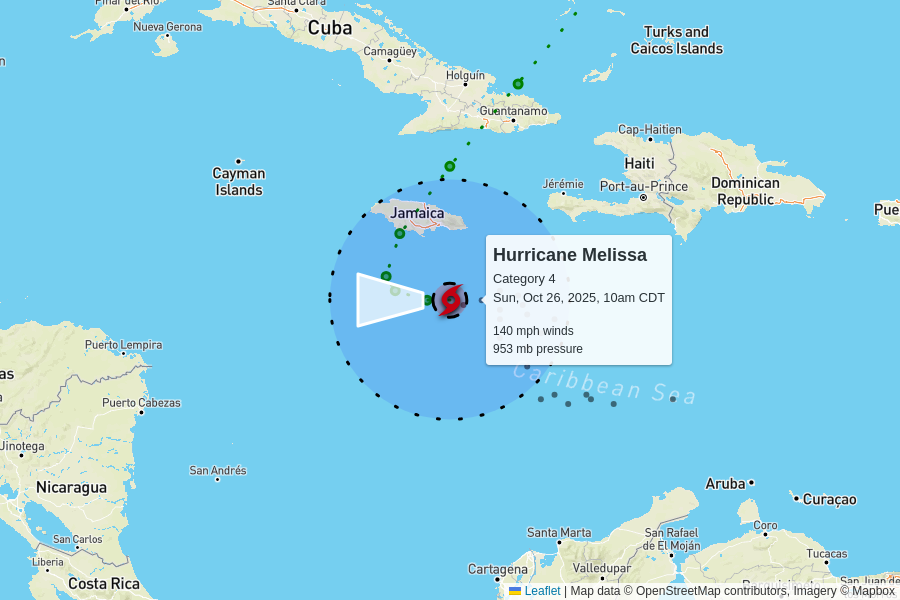 Pinar del Río
Santa Clara
Cuba
Nueva Gerona
Camagüey
Turks and
Caicos Islands
Holguín
Guantanamo
Cap-Haitien
Haiti
Cayman
Islands
Jérémie
Port-au-Prince
Dominican
Republic
Jamaica
Hurricane Melissa
Category 4
Sun, Oct 26, 2025, 10am CDT
140 mph winds
953 mb pressure
Caribbean Sea
Puerto Lempira
Puerto Cabezas
Jinotega
San Andrés
Nicaragua
San Carlos
Liberia
Costa Rica
Aruba
Curaçao
Coro
Santa Marta
San Rafael
de El Moján
Tucacas
Cartagena
Valledupar
Leaflet | Map data © OpenStreetMap contributors, Imagery © Mapbox